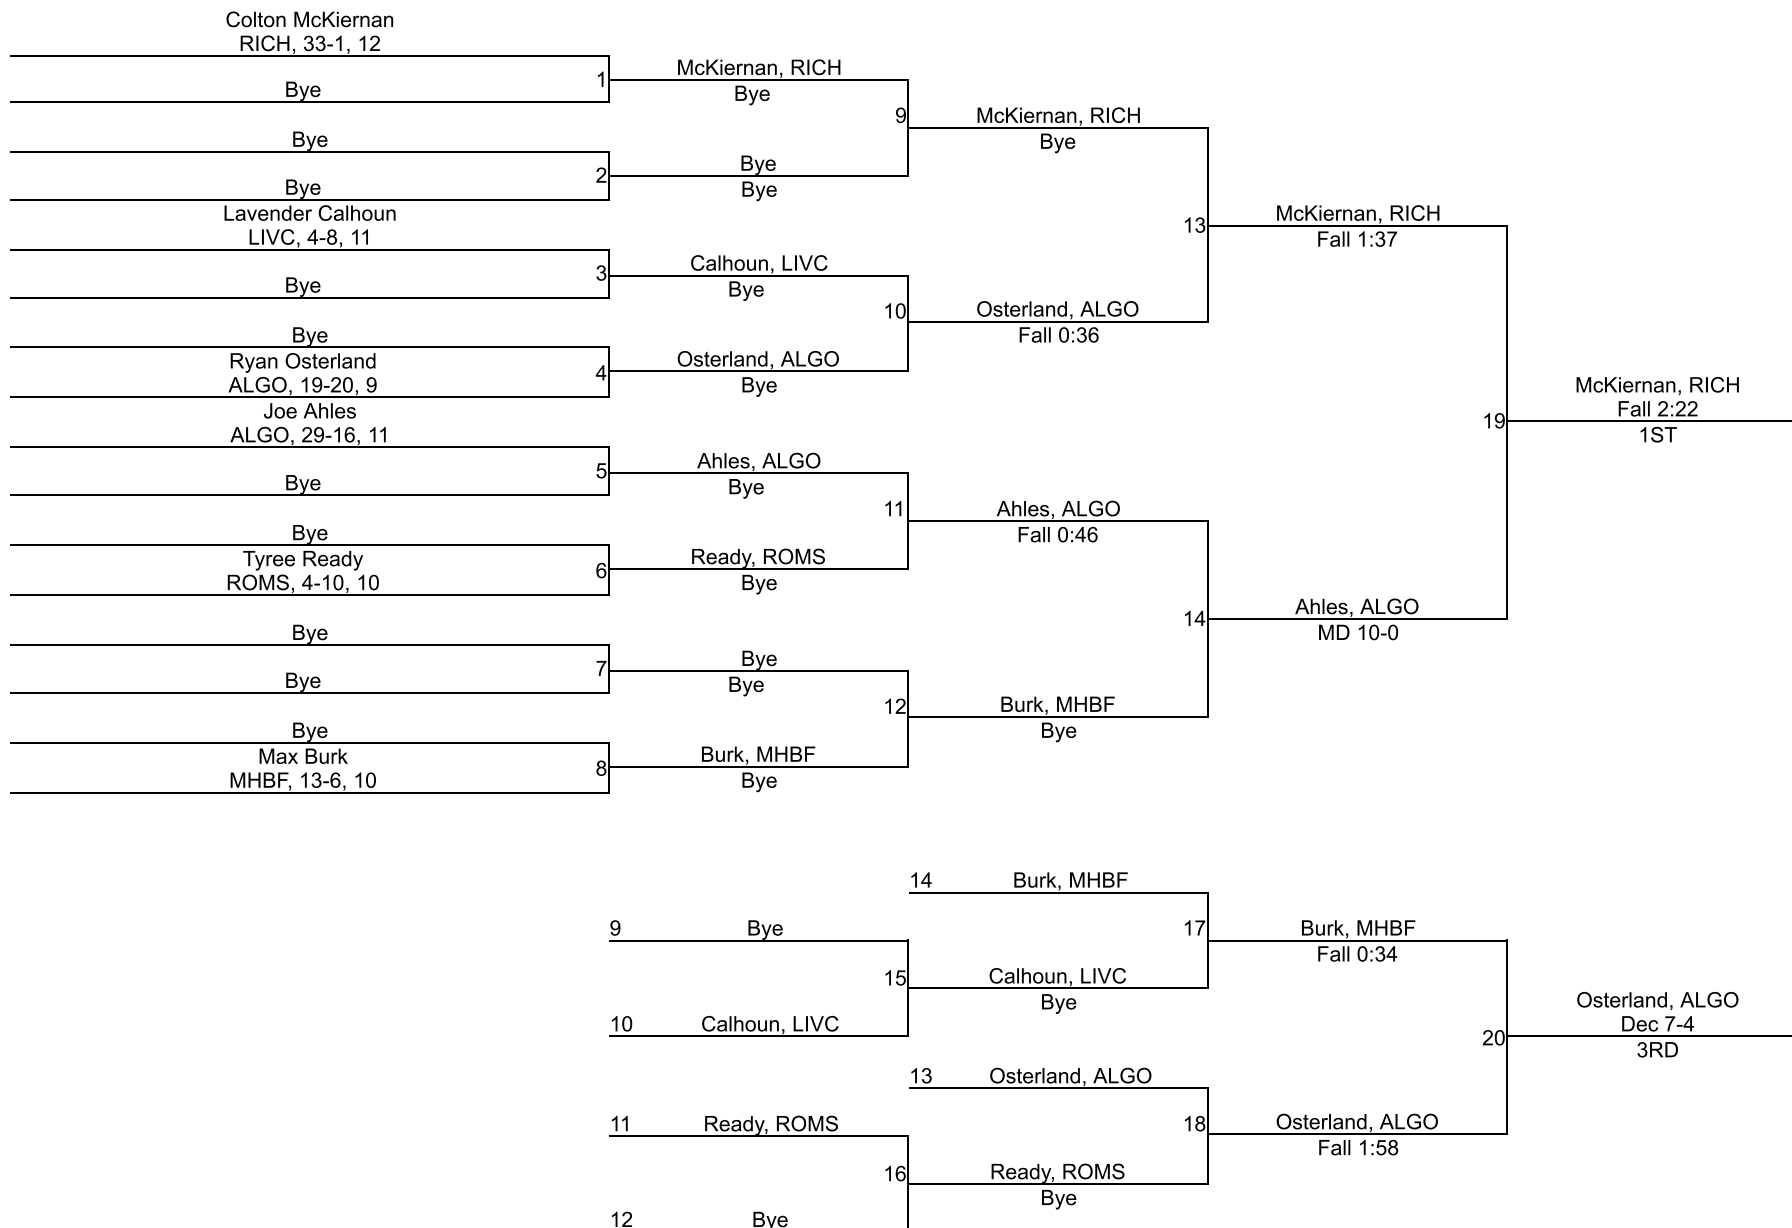 Colton McKiernan
RICH, 33-1, 12
Bye
1
McKiernan, RICH
Bye
Bye
Bye
2
Bye
Bye
9
McKiernan, RICH
Bye
Lavender Calhoun
LIVC, 4-8, 11
Bye
3
Calhoun, LIVC
Bye
Bye
Ryan Osterland
ALGO, 19-20, 9
4
Osterland, ALGO
Bye
10
Osterland, ALGO
Fall 0:36
13
McKiernan, RICH
Fall 1:37
Joe Ahles
ALGO, 29-16, 11
Bye
5
Ahles, ALGO
Bye
Bye
Tyree Ready
ROMS, 4-10, 10
6
Ready, ROMS
Bye
11
Ahles, ALGO
Fall 0:46
Bye
Bye
7
Bye
Bye
Bye
Max Burk
MHBF, 13-6, 10
8
Burk, MHBF
Bye
12
Burk, MHBF
Bye
14
Ahles, ALGO
MD 10-0
19
McKiernan, RICH
Fall 2:22
1ST
14
Burk, MHBF
9
Bye
10
Calhoun, LIVC
15
Calhoun, LIVC
Bye
17
Burk, MHBF
Fall 0:34
13
Osterland, ALGO
11
Ready, ROMS
12
Bye
16
Ready, ROMS
Bye
18
Osterland, ALGO
Fall 1:58
20
Osterland, ALGO
Dec 7-4
3RD